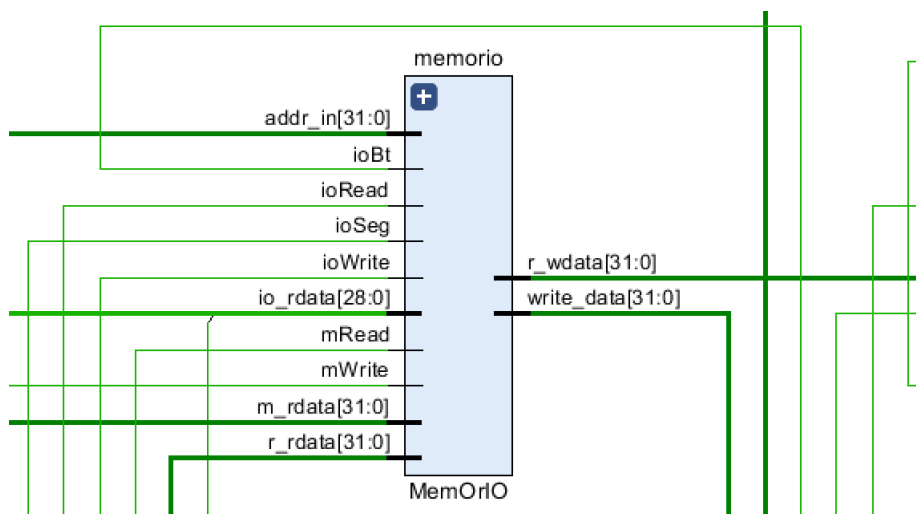 memorio
addr_in[31:0]
ioBt
ioRead
ioSeg
ioWrite
io_rdata[28:0]
mRead
mWrite
m_rdata[31:0]
r_rdata[31:0]
r_wdata[31:0]
write_data[31:0]
MemOrIO